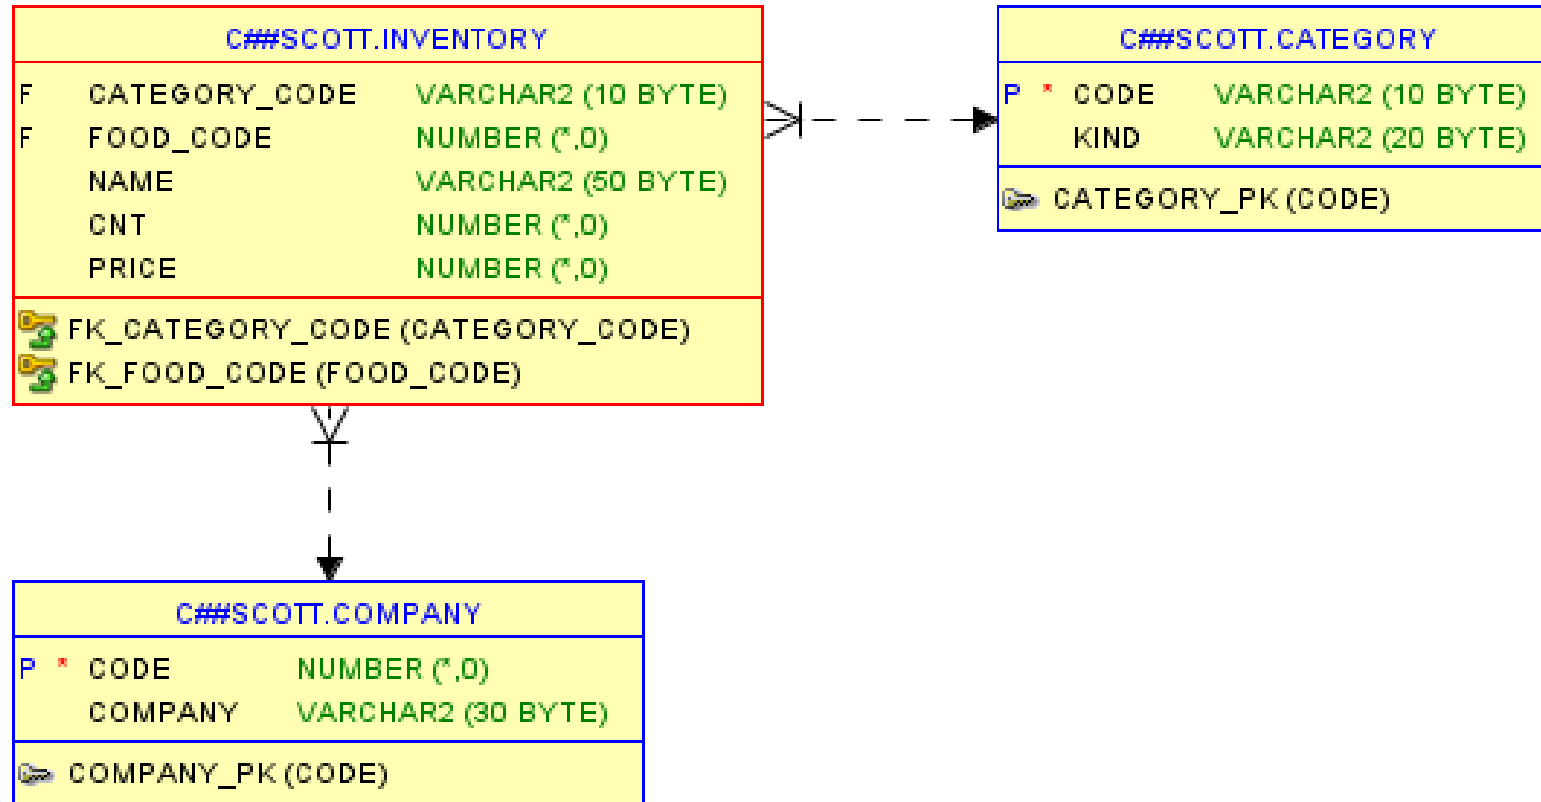 C##SCOTT.INVENTORY
F CATEGORY_CODE VARCHAR2 (10 BYTE)
F FOOD_CODE NUMBER (*,0)
NAME VARCHAR2 (50 BYTE)
CNT NUMBER (*,0)
PRICE NUMBER (*,0)
FK_CATEGORY_CODE (CATEGORY_CODE)
FK_FOOD_CODE (FOOD_CODE)
C##SCOTT.CATEGORY
P * CODE VARCHAR2 (10 BYTE)
KIND VARCHAR2 (20 BYTE)
CATEGORY_PK (CODE)
C##SCOTT.COMPANY
P * CODE NUMBER (*,0)
COMPANY VARCHAR2 (30 BYTE)
COMPANY_PK (CODE)